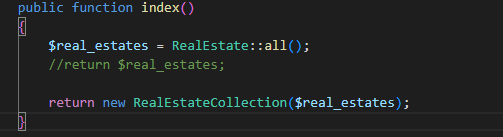 public function index()
{
$real_estates = RealEstate::all();
//return $real_estates;
return new RealEstateCollection($real_estates);
}